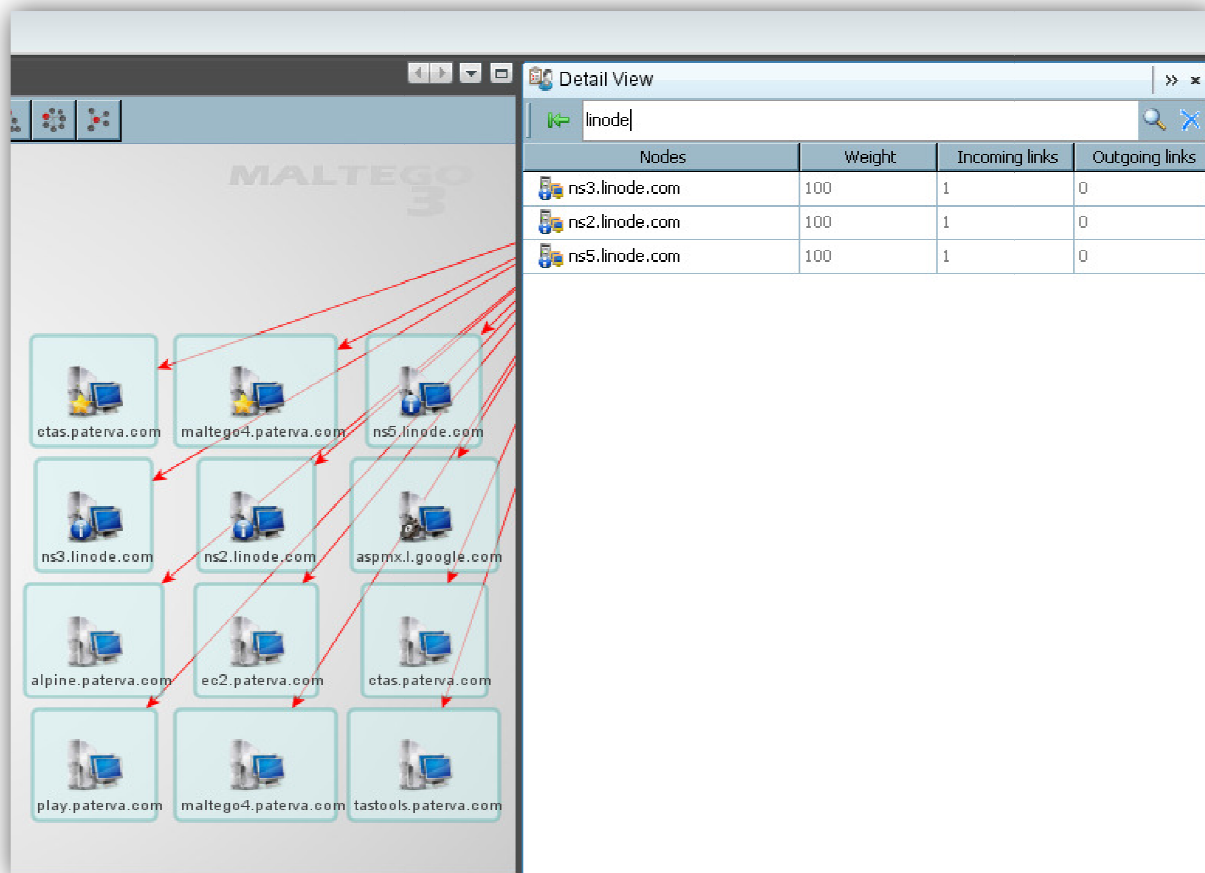 Detail View
linode
Nodes Weight Incoming links Outgoing links
ns3.linode.com 100 1 0
ns2.linode.com 100 1 0
ns5.linode.com 100 1 0
MALTEGO
3
ctas.paterva.com maltego4.paterva.com ns5.linode.com
ns3.linode.com ns2.linode.com aspmx.l.google.com
alpine.paterva.com ec2.paterva.com ctas.paterva.com
play.paterva.com maltego4.paterva.com tastools.paterva.com